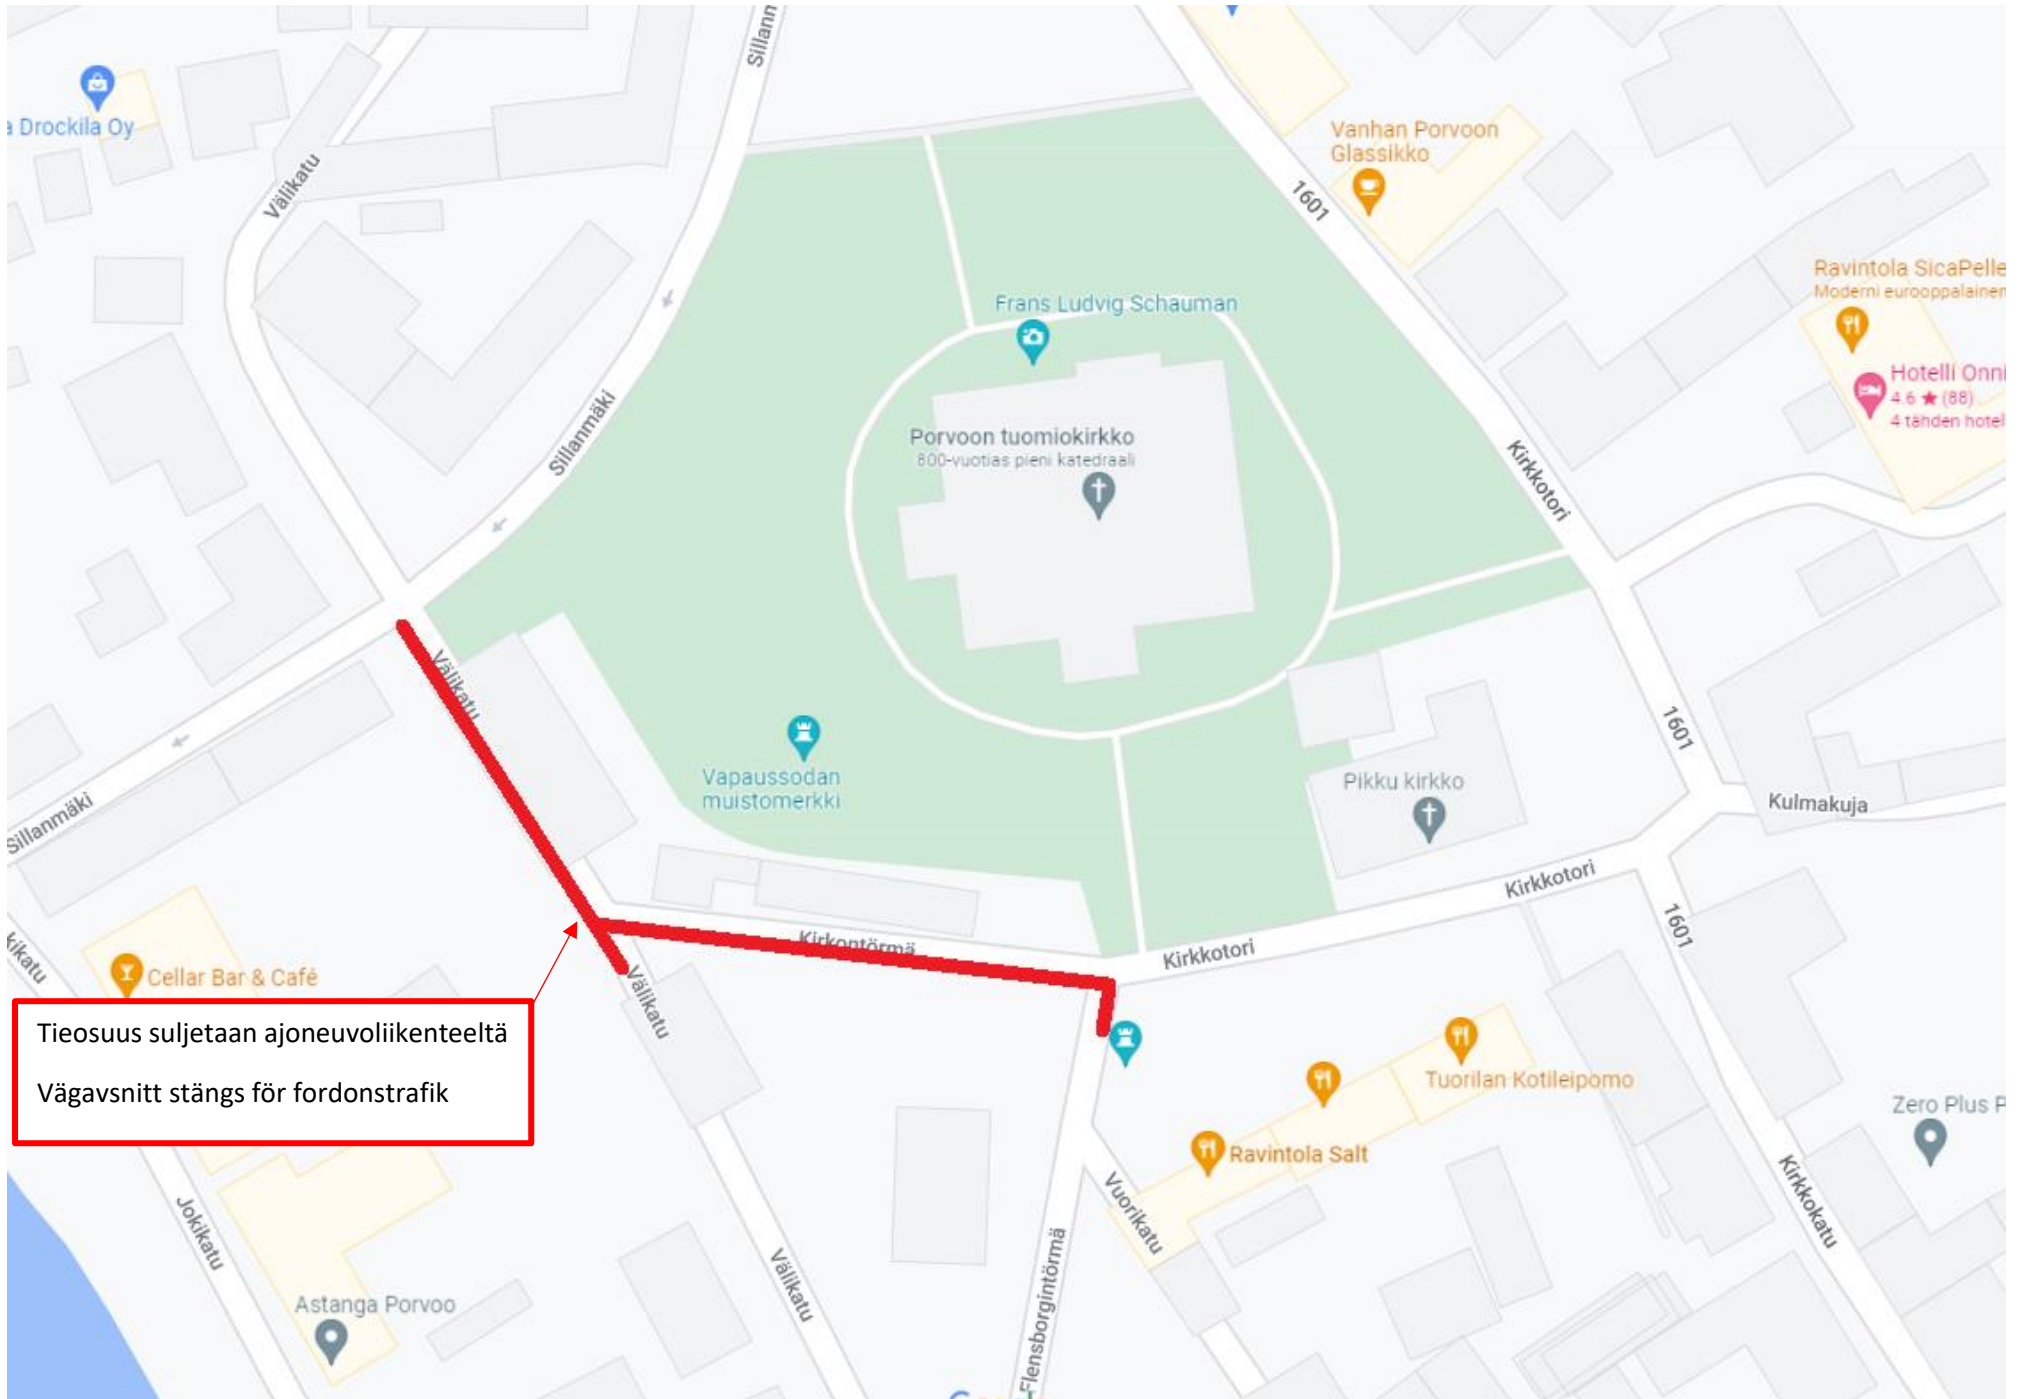 Sillanm
a Drockila Oy
Välikatu
Vanhan Porvoon
Glassikko
1601
Ravintola SicaPelle
Moderni eurooppalainen
Frans Ludvig Schauman
Hotelli Onni
4.6 ★ (88)
4 tähden hotel
Sillanmäki
Porvoon tuomiokirkko
800-vuotias pieni katedraali
Kirkkotori
Välikatu
1601
Vapaussodan
muistomerkki
Pikku kirkko
Kulmakuja
Sillanmäki
Kirkkotori
1601
Kirkontörmä
Kirkkotori
kikatu
Cellar Bar & Café
Välikatu
Tieosuus suljetaan ajoneuvoliikenteeltä
Vägavsnitt stängs för fordonstrafik
Tuorilan Kotileipomo
Zero Plus P
Ravintola Salt
Vuorikatu
Kirkkokatu
Jokikatu
Välikatu
Flensborgintörmä
Astanga Porvoo